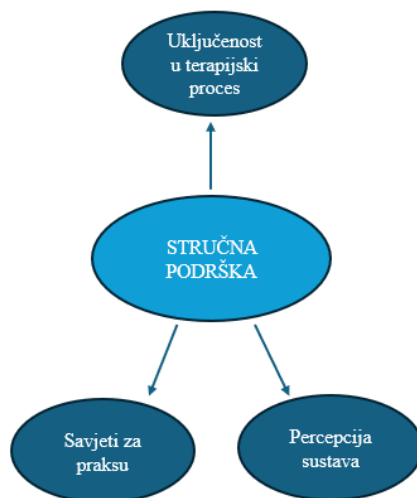 Uključenost
u terapijski
proces
STRUČNA
PODRŠKA
Savjeti za
praksu
Percepcija
sustava